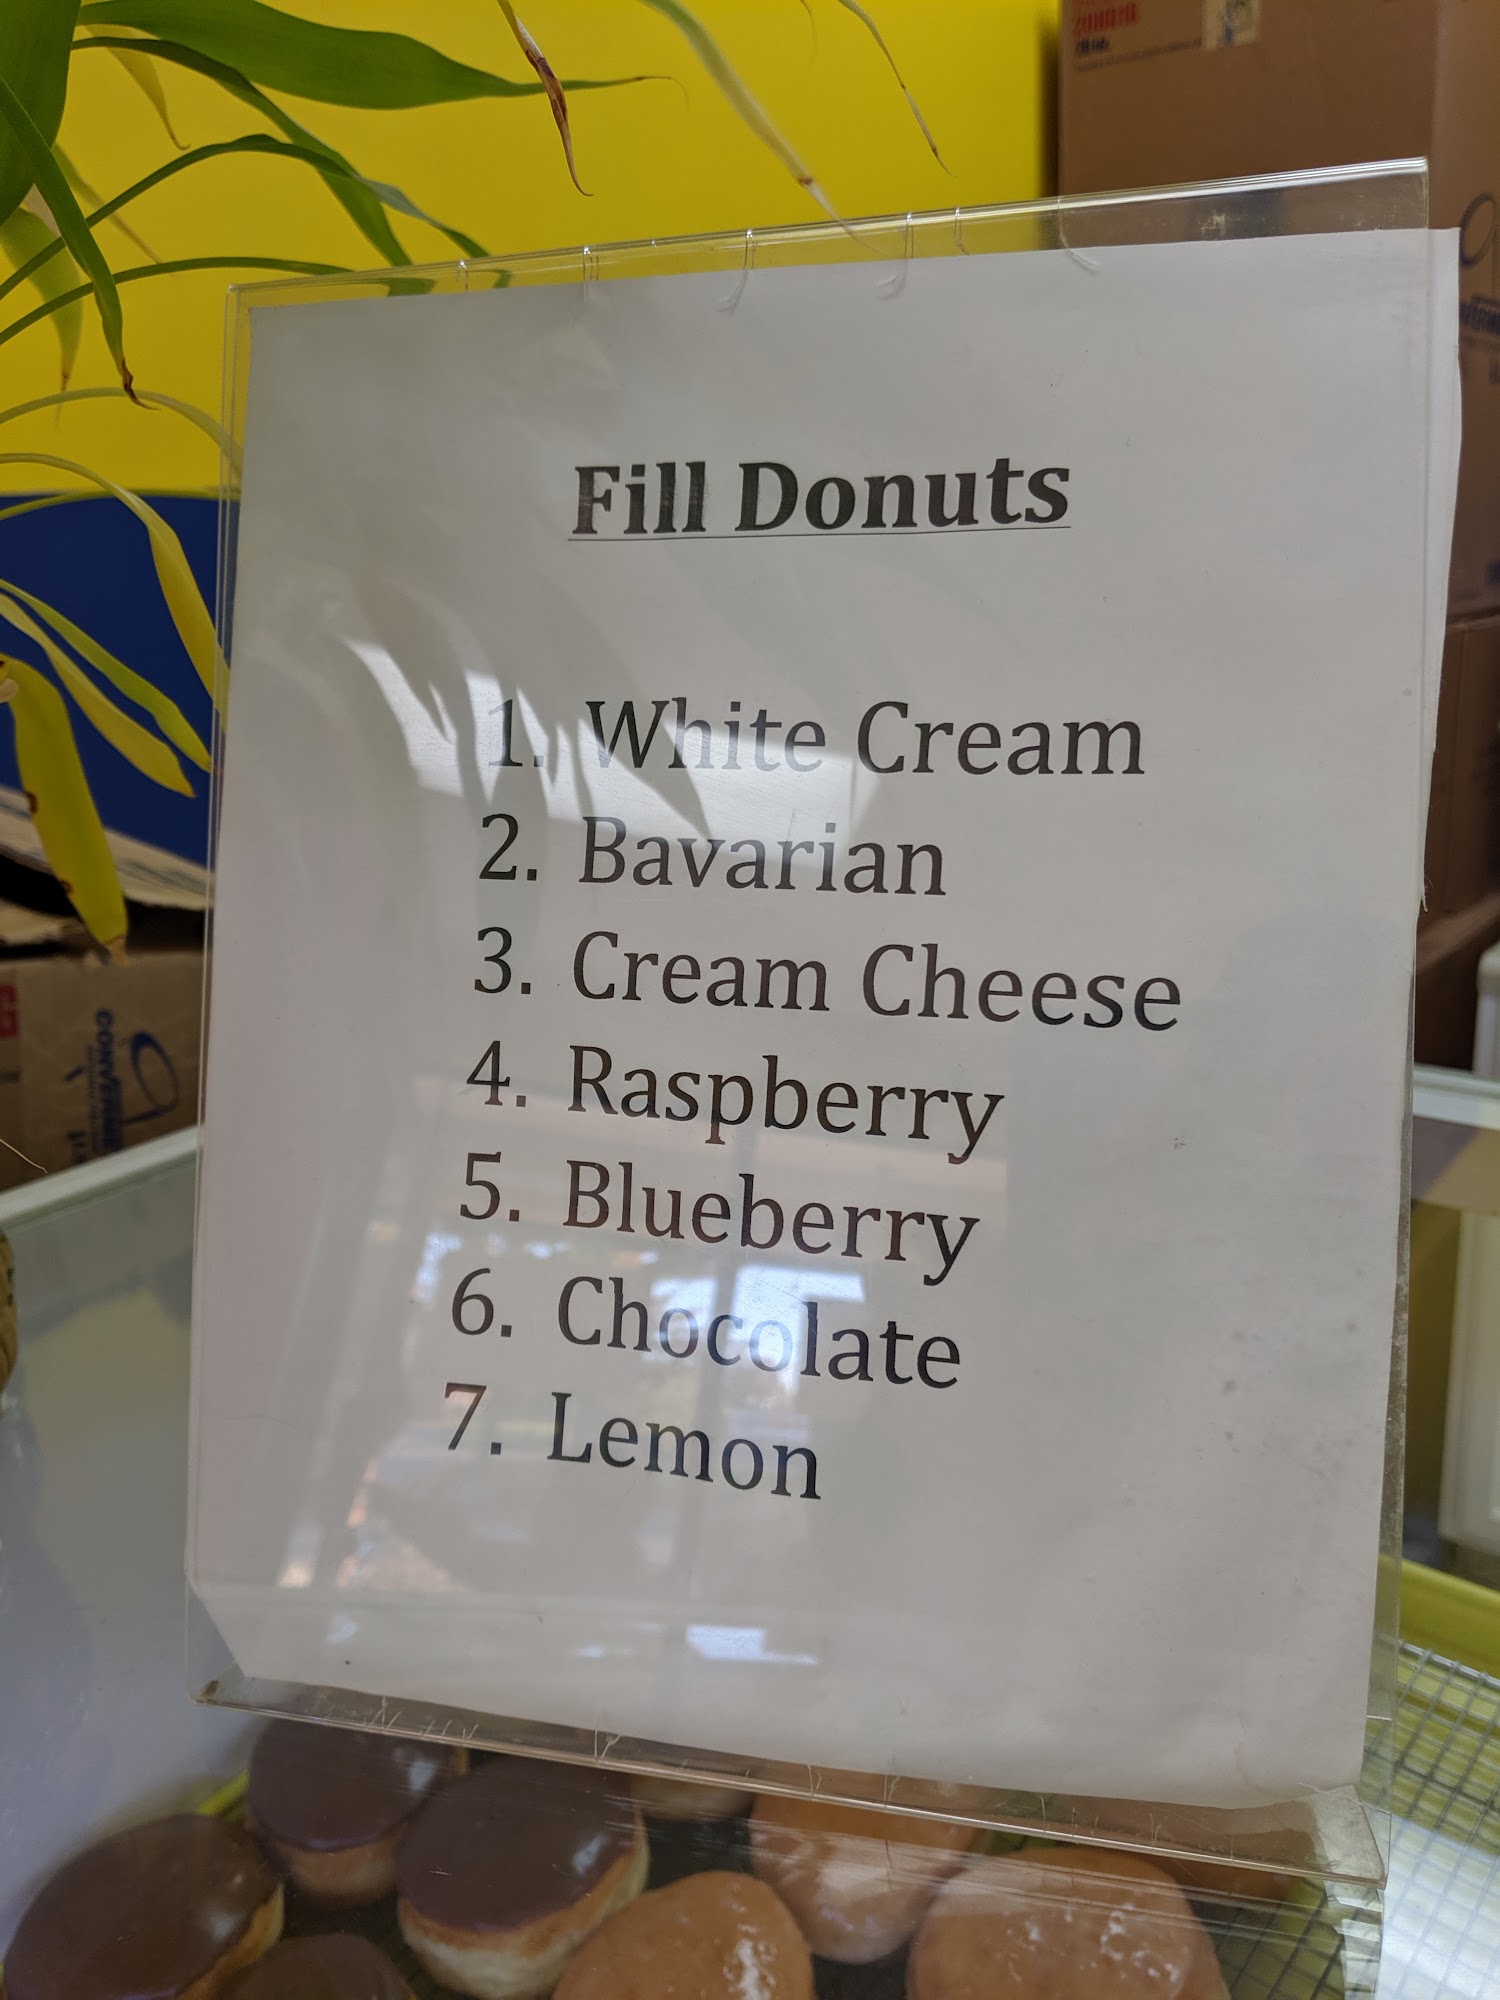 Fill Donuts
1. White Cream
2. Bavarian
3. Cream Cheese
4. Raspberry
5. Blueberry
6. Chocolate
7. Lemon